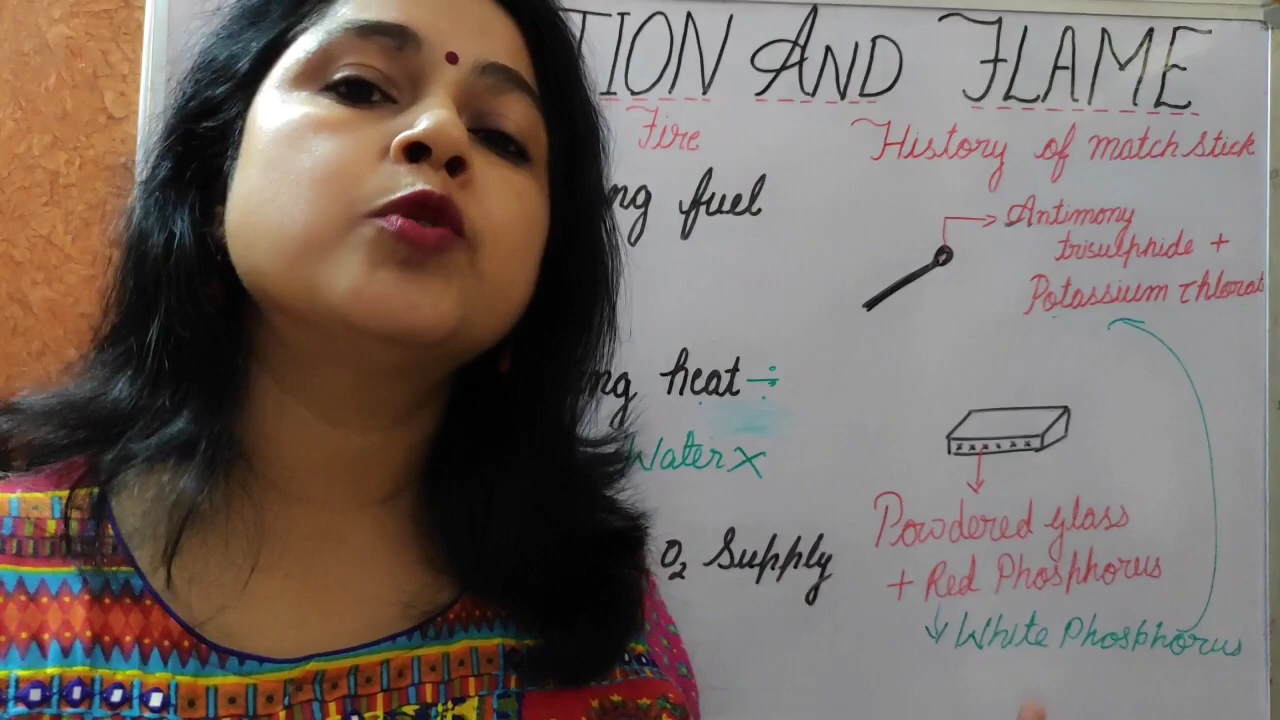 TION AND FLAME
Fire
ng fuel
ng heat
Water X
O2 Supply
History of match stick
Antimony
trisulphide +
Potassium chlorat
Powdered glass
+ Red Phosphorus
↓ White Phosphorus